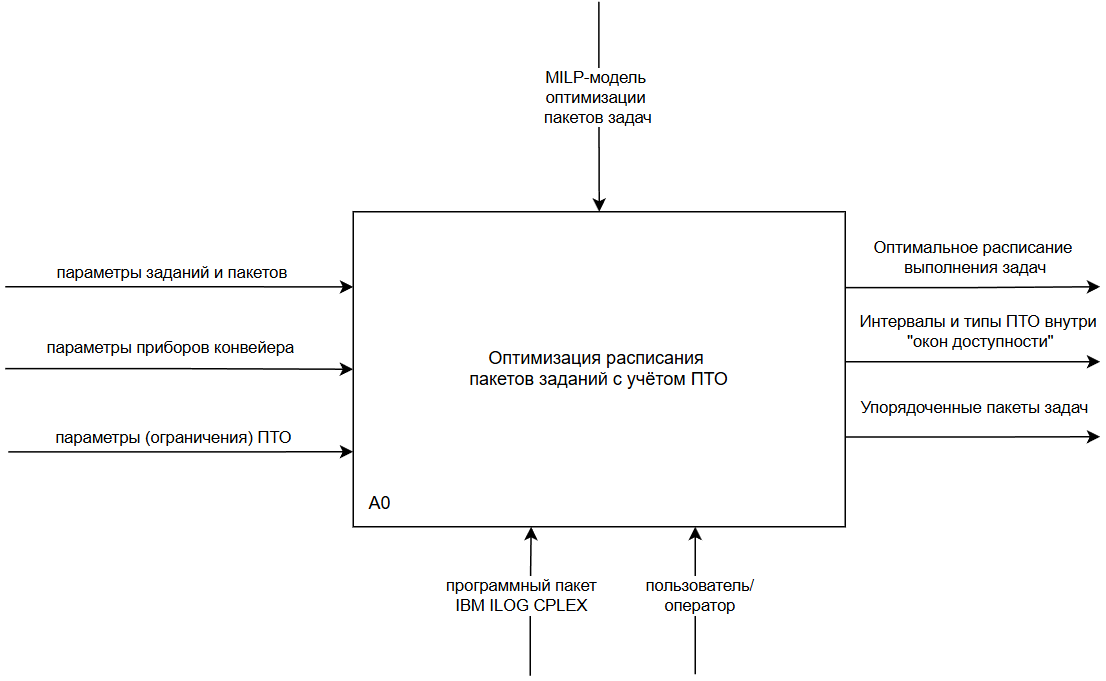 MILP-модель
оптимизации
пакетов задач
параметры заданий и пакетов
параметры приборов конвейера
параметры (ограничения) ПТО
Оптимизация расписания
пакетов заданий с учётом ПТО
A0
Оптимальное расписание
выполнения задач
Интервалы и типы ПТО внутри
"окон доступности"
Упорядоченные пакеты задач
программный пакет
IBM ILOG CPLEX
пользователь/
оператор